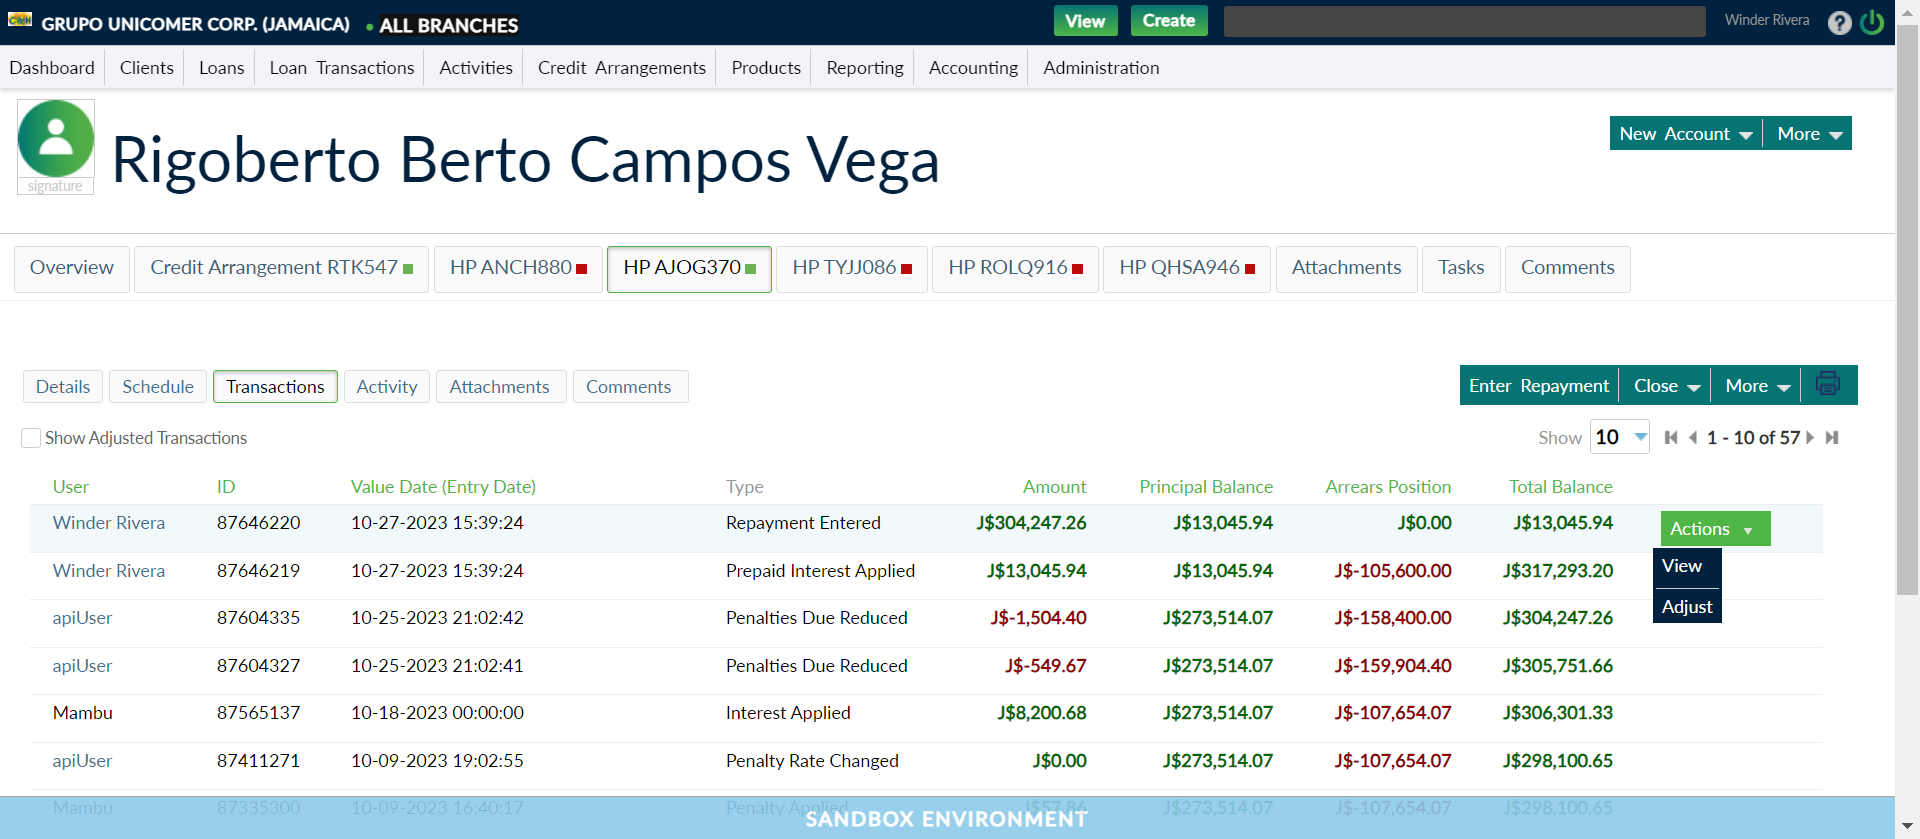 Cash GRUPO UNICOMER CORP. (JAMAICA) • ALL BRANCHES View Create Winder Rivera ?
Dashboard Clients Loans Loan Transactions Activities Credit Arrangements Products Reporting Accounting Administration
signature
Rigoberto Berto Campos Vega
New Account More
Overview Credit Arrangement RTK547 HP ANCH880 HP AJOG370 HP TYJJ086 HP ROLQ916 HP QHSA946 Attachments Tasks Comments
Details Schedule Transactions Activity Attachments Comments Enter Repayment Close More
Show Adjusted Transactions Show 10 1 - 10 of 57
User ID Value Date (Entry Date) Type Amount Principal Balance Arrears Position Total Balance
Winder Rivera 87646220 10-27-2023 15:39:24 Repayment Entered J$304,247.26 J$13,045.94 J$0.00 J$13,045.94 Actions
View
Winder Rivera 87646219 10-27-2023 15:39:24 Prepaid Interest Applied J$13,045.94 J$13,045.94 J$-105,600.00 J$317,293.20
Adjust
apiUser 87604335 10-25-2023 21:02:42 Penalties Due Reduced J$-1,504.40 J$273,514.07 J$-158,400.00 J$304,247.26
apiUser 87604327 10-25-2023 21:02:41 Penalties Due Reduced J$-549.67 J$273,514.07 J$-159,904.40 J$305,751.66
Mambu 87565137 10-18-2023 00:00:00 Interest Applied J$8,200.68 J$273,514.07 J$-107,654.07 J$306,301.33
apiUser 87411271 10-09-2023 19:02:55 Penalty Rate Changed J$0.00 J$273,514.07 J$-107,654.07 J$298,100.65
Mambu 87335300 10-09-2023 16:40:17 Penalty Applied J$57.86 J$273,514.07 J$-107,654.07 J$298,100.65
SANDBOX ENVIRONMENT